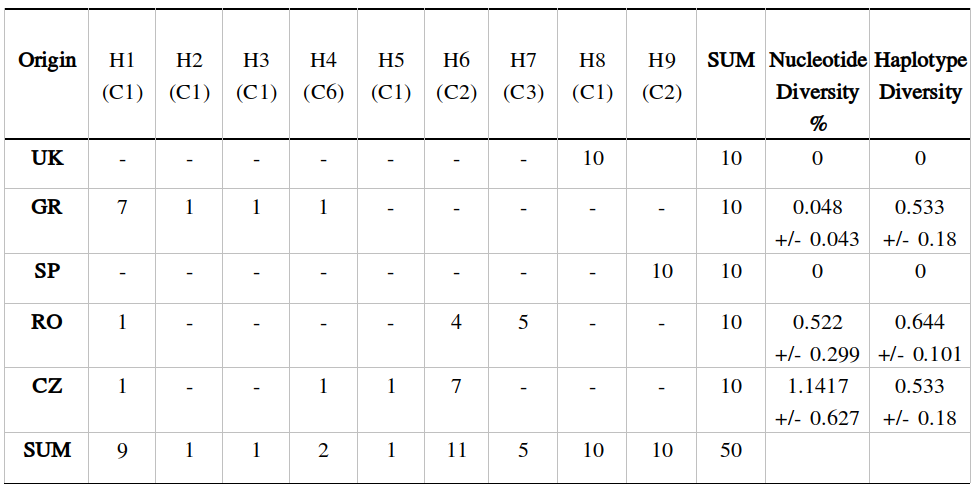 Origin H1 H2 H3 H4 H5 H6 H7 H8 H9 SUM Nucleotide Haplotype
(C1) (C1) (C1) (C6) (C1) (C2) (C3) (C1) (C2) Diversity Diversity
%
UK - - - - - - - 10 10 0 0
GR 7 1 1 1 - - - - - 10 0.048 0.533
+/- 0.043 +/- 0.18
SP - - - - - - - - 10 10 0 0
RO 1 - - - - 4 5 - - 10 0.522 0.644
+/- 0.299 +/- 0.101
CZ 1 - - 1 1 7 - - - 10 1.1417 0.533
+/- 0.627 +/- 0.18
SUM 9 1 1 2 1 11 5 10 10 50